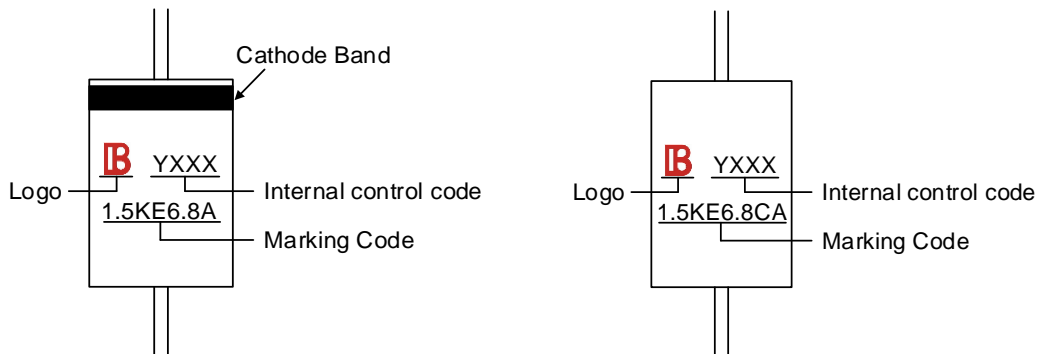 Cathode Band
B YXXX
Logo
Internal control code
1.5KE6.8A
Marking Code
B YXXX
Logo
Internal control code
1.5KE6.8CA
Marking Code